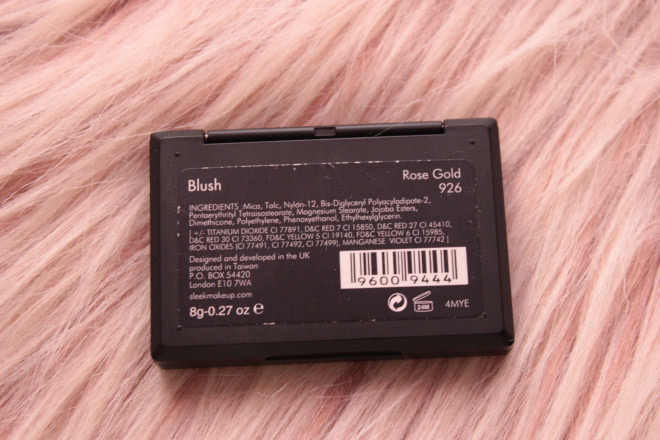 Blush
Rose Gold
926
INGREDIENTS :Mica, Talc, Nylon-12, Bis-Diglyceryl Polyacyladipate-2,
Pentaerythrityl Tetraisostearate, Magnesium Stearate, Jojoba Esters,
Dimethicone, Polyethylene, Phenoxyethanol, Ethylhexylglycerin.
[ +/- TITANIUM DIOXIDE CI 77891, D&C RED 7 CI 15850, D&C RED 27 CI 45410,
D&C RED 30 CI 73360, FD&C YELLOW 5 CI 19140, FD&C YELLOW 6 CI 15985,
IRON OXIDES (CI 77491, CI 77492, CI 77499), MANGANESE VIOLET CI 77742 ]
Designed and developed in the UK
produced in Taiwan
P.O. BOX 54420
London E10 7WA
sleekmakeup.com
8g-0.27 oz e
9600 9444
24M
4MYE